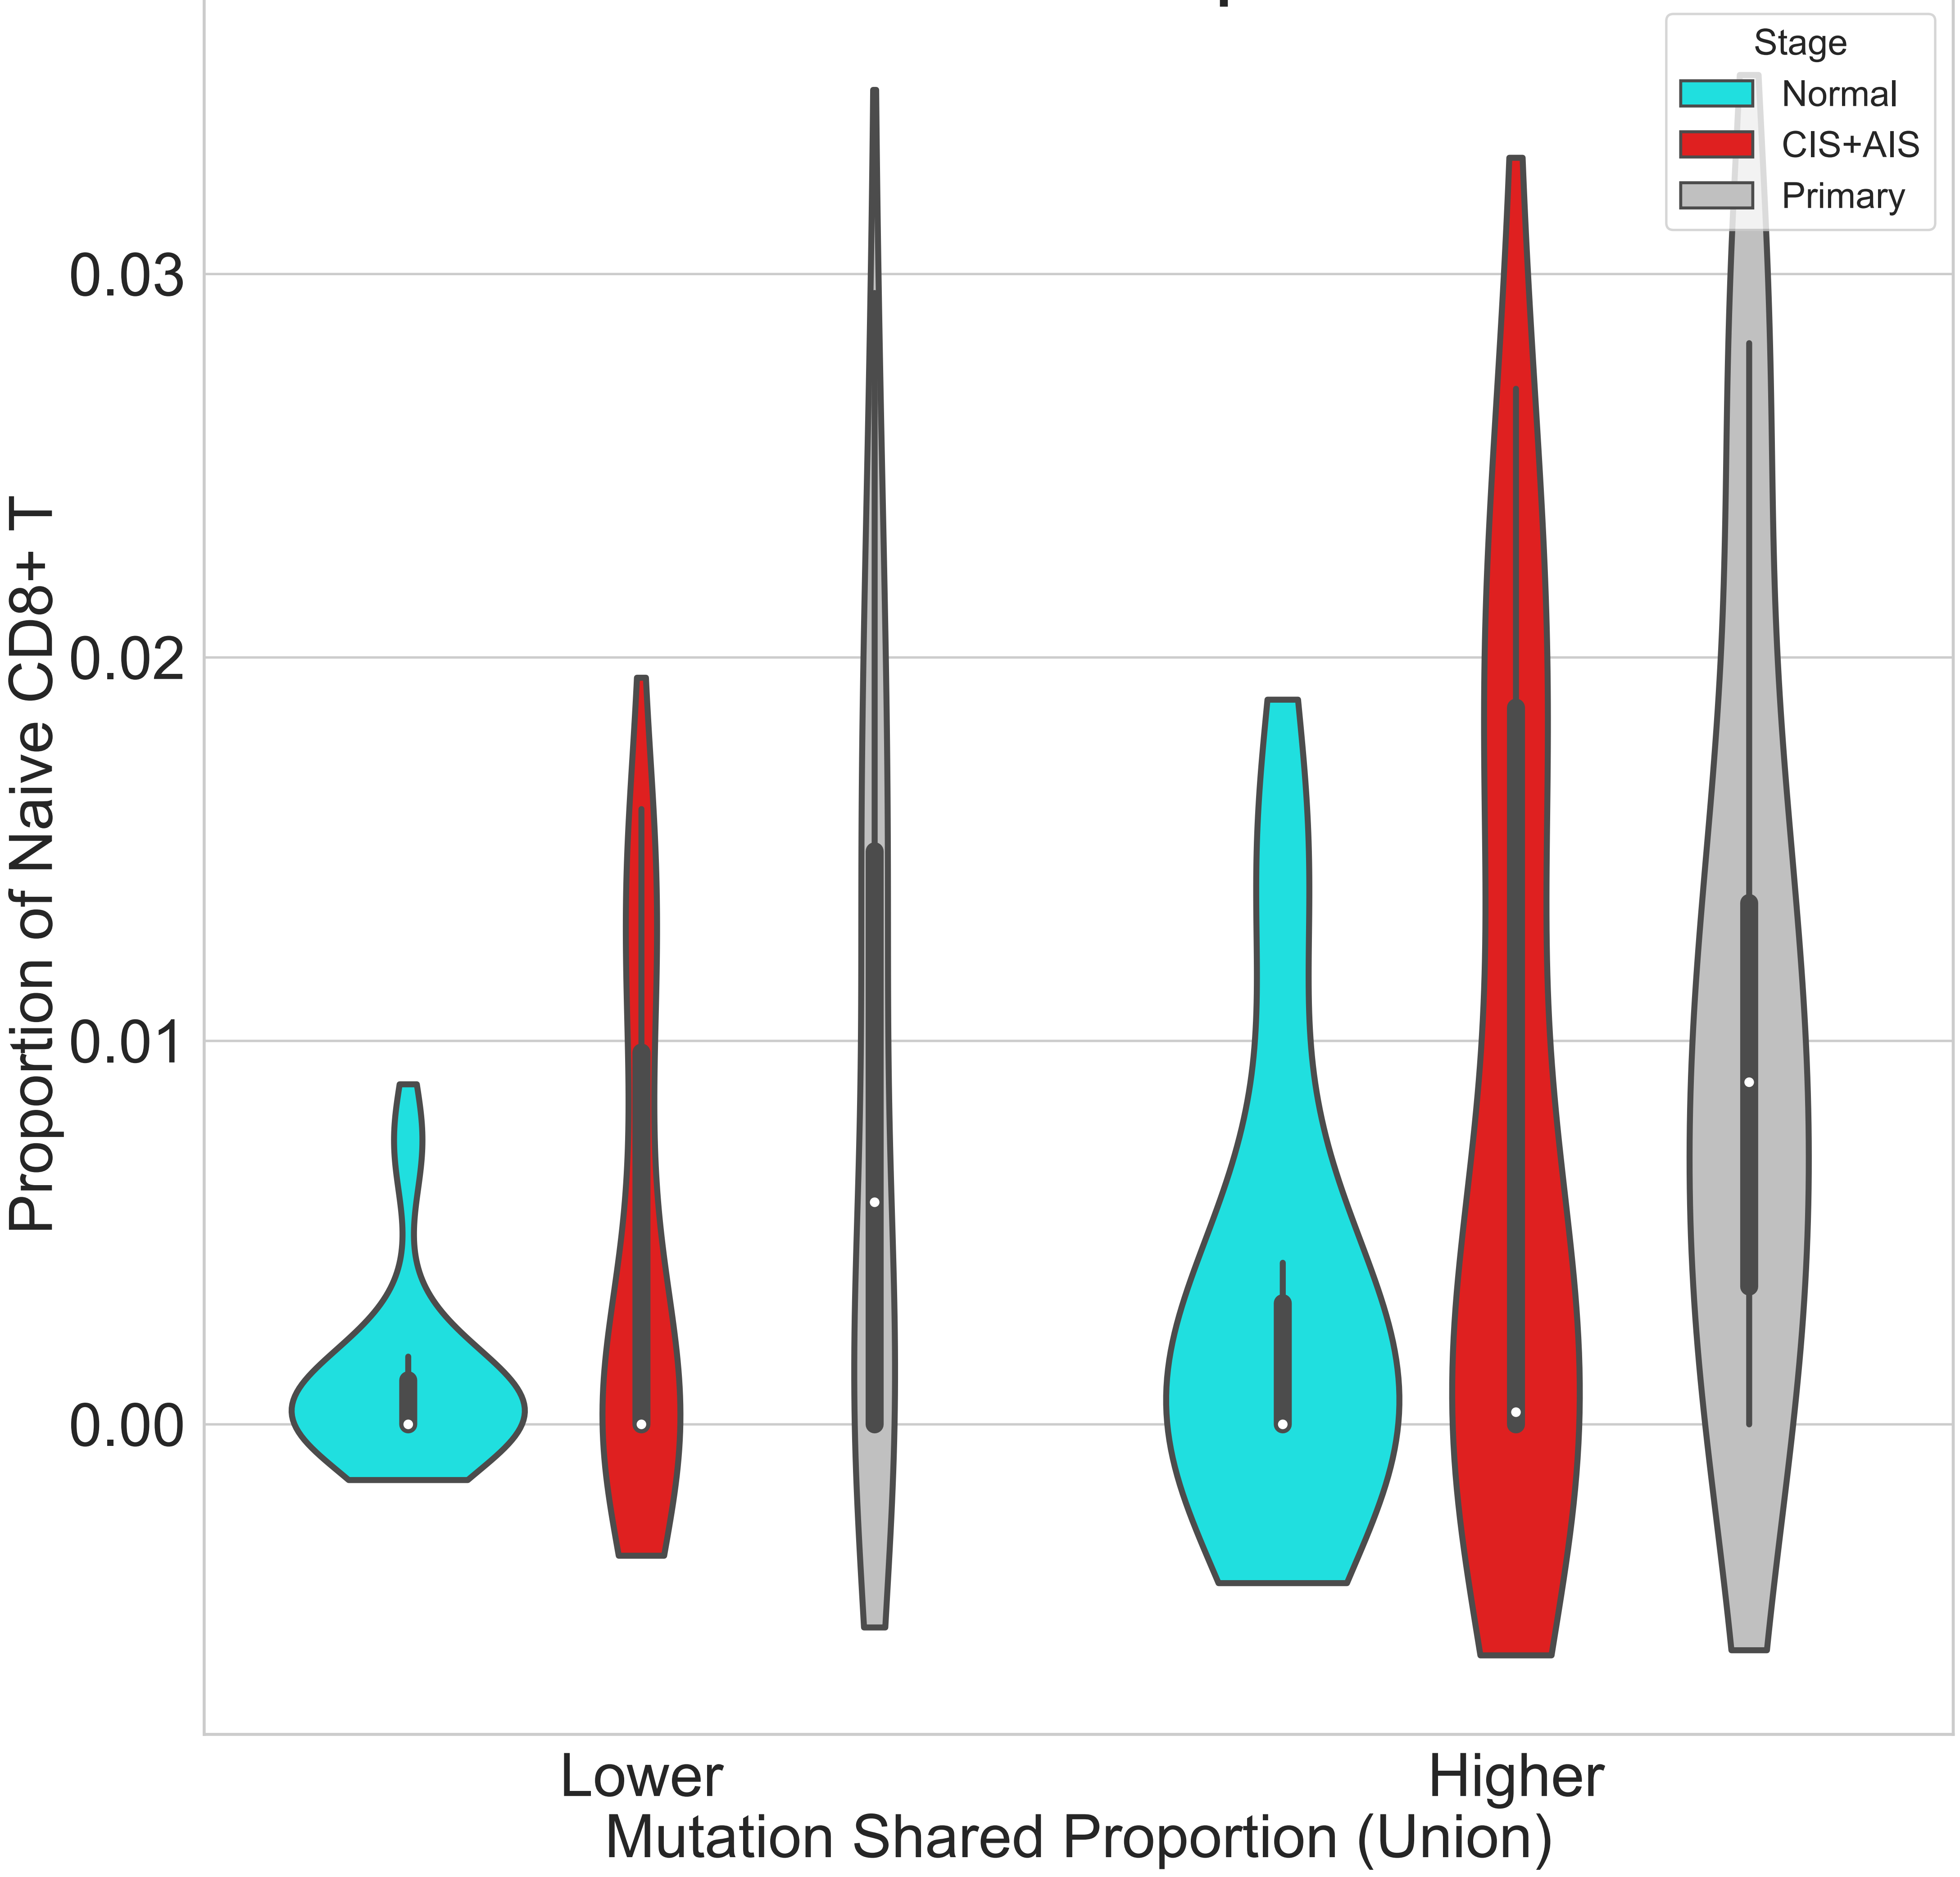 Stage
Normal
CIS+AIS
Primary
0.03
0.02
0.01
0.00
Proportion of Naive CD8+ T
Lower
Higher
Mutation Shared Proportion (Union)